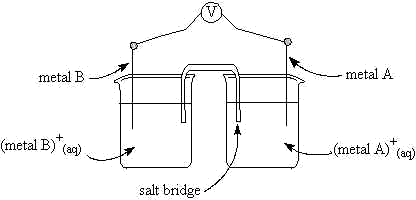 V
metal B
metal A
(metal B)⁺(aq)
(metal A)⁺(aq)
salt bridge